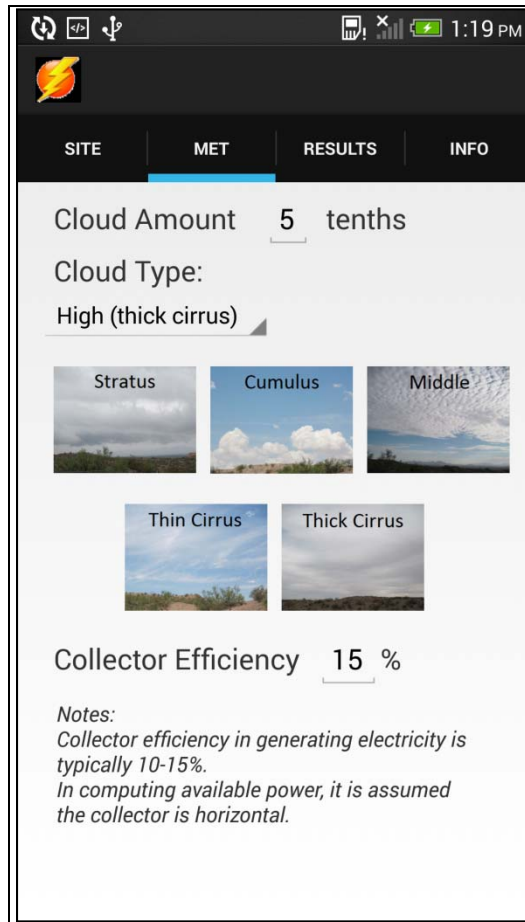 1:19 PM
SITE MET RESULTS INFO
Cloud Amount 5 tenths
Cloud Type:
High (thick cirrus)
Stratus Cumulus Middle
Thin Cirrus Thick Cirrus
Collector Efficiency 15 %
Notes:
Collector efficiency in generating electricity is
typically 10-15%.
In computing available power, it is assumed
the collector is horizontal.